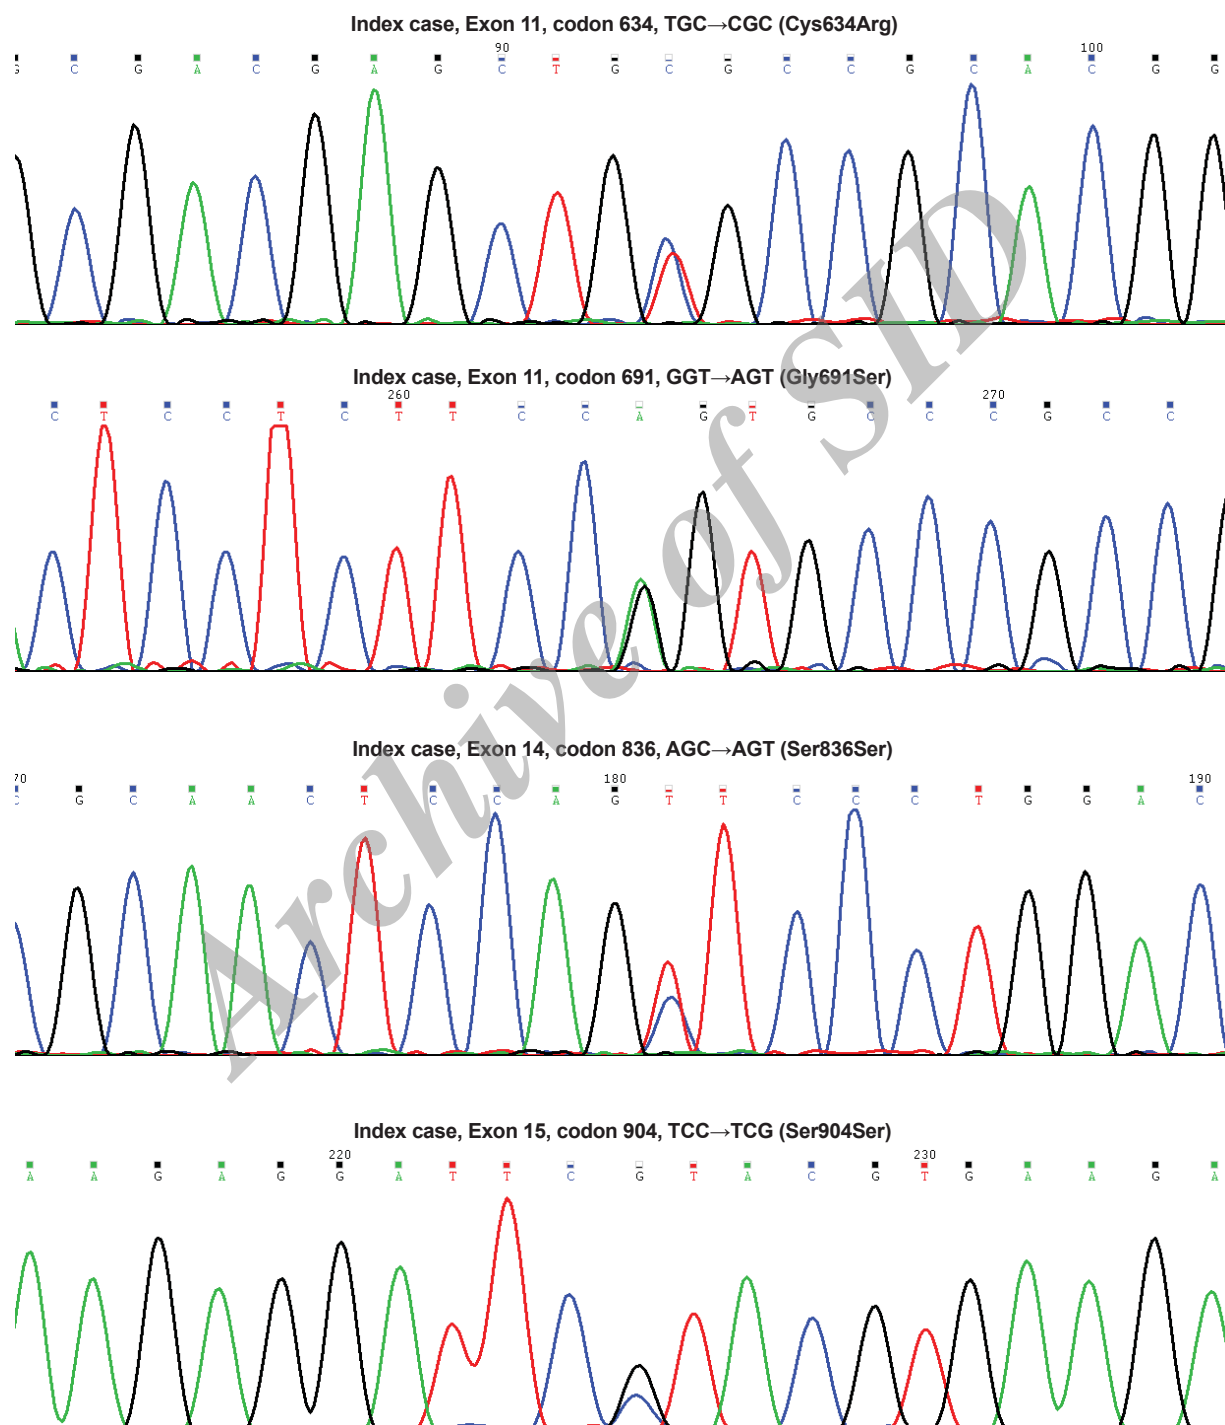 Index case, Exon 11, codon 634, TGC→CGC (Cys634Arg)
90 100
G C G A C G A G C T G C G C C G C A C G G
Index case, Exon 11, codon 691, GGT→AGT (Gly691Ser)
260 270
C T C C T C T T C C A G T G C C C G C C
Index case, Exon 14, codon 836, AGC→AGT (Ser836Ser)
70 180 190
C G C A A C T C C A G T T C C C T G G A C
Index case, Exon 15, codon 904, TCC→TCG (Ser904Ser)
220 230
A A G A G G A T T C G T A C G T G A A G A
Archive of SID